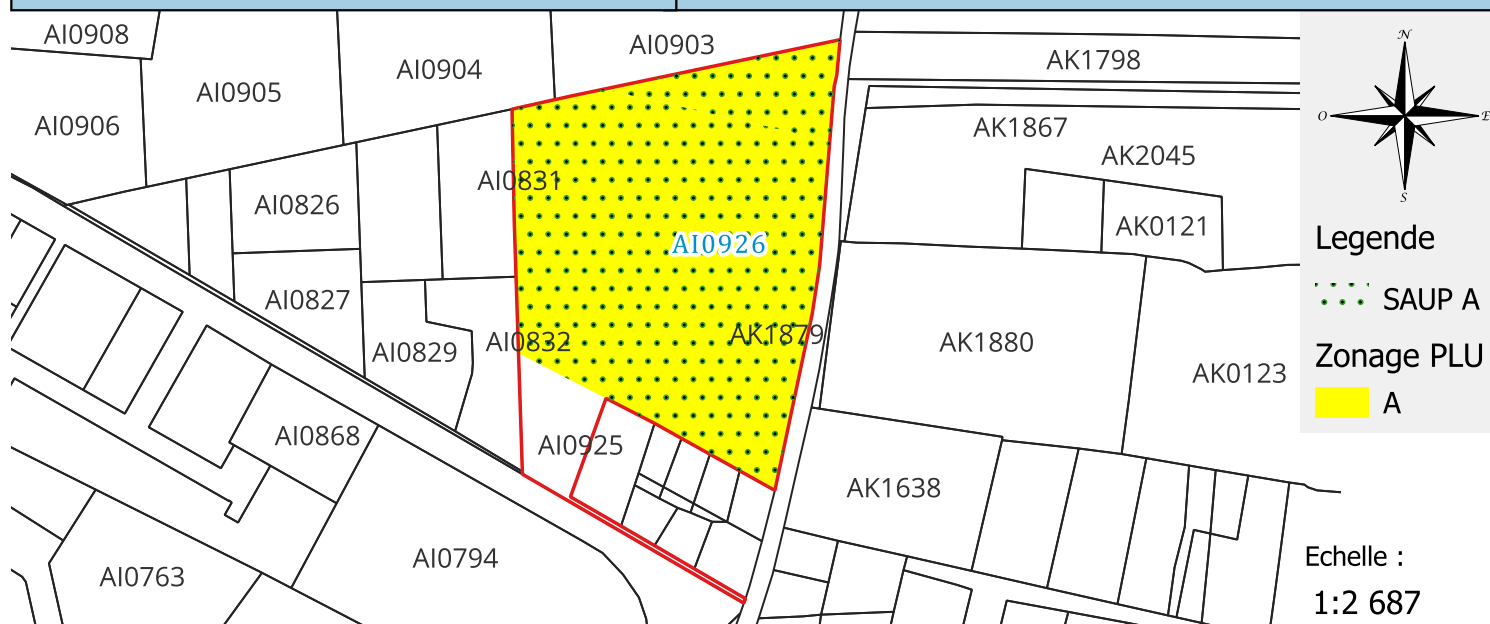 AI0908
AI0903
AK1798
N
AI0904
AI0905
O
E
AI0906
AK1867
AK2045
AI0831
S
AI0826
AK0121
AI0926
Legende
AI0827
SAUP A
AK1879
AI0832
AK1880
AI0829
Zonage PLU
AK0123
A
AI0868
AI0925
AK1638
AI0794
Echelle :
AI0763
1:2 687